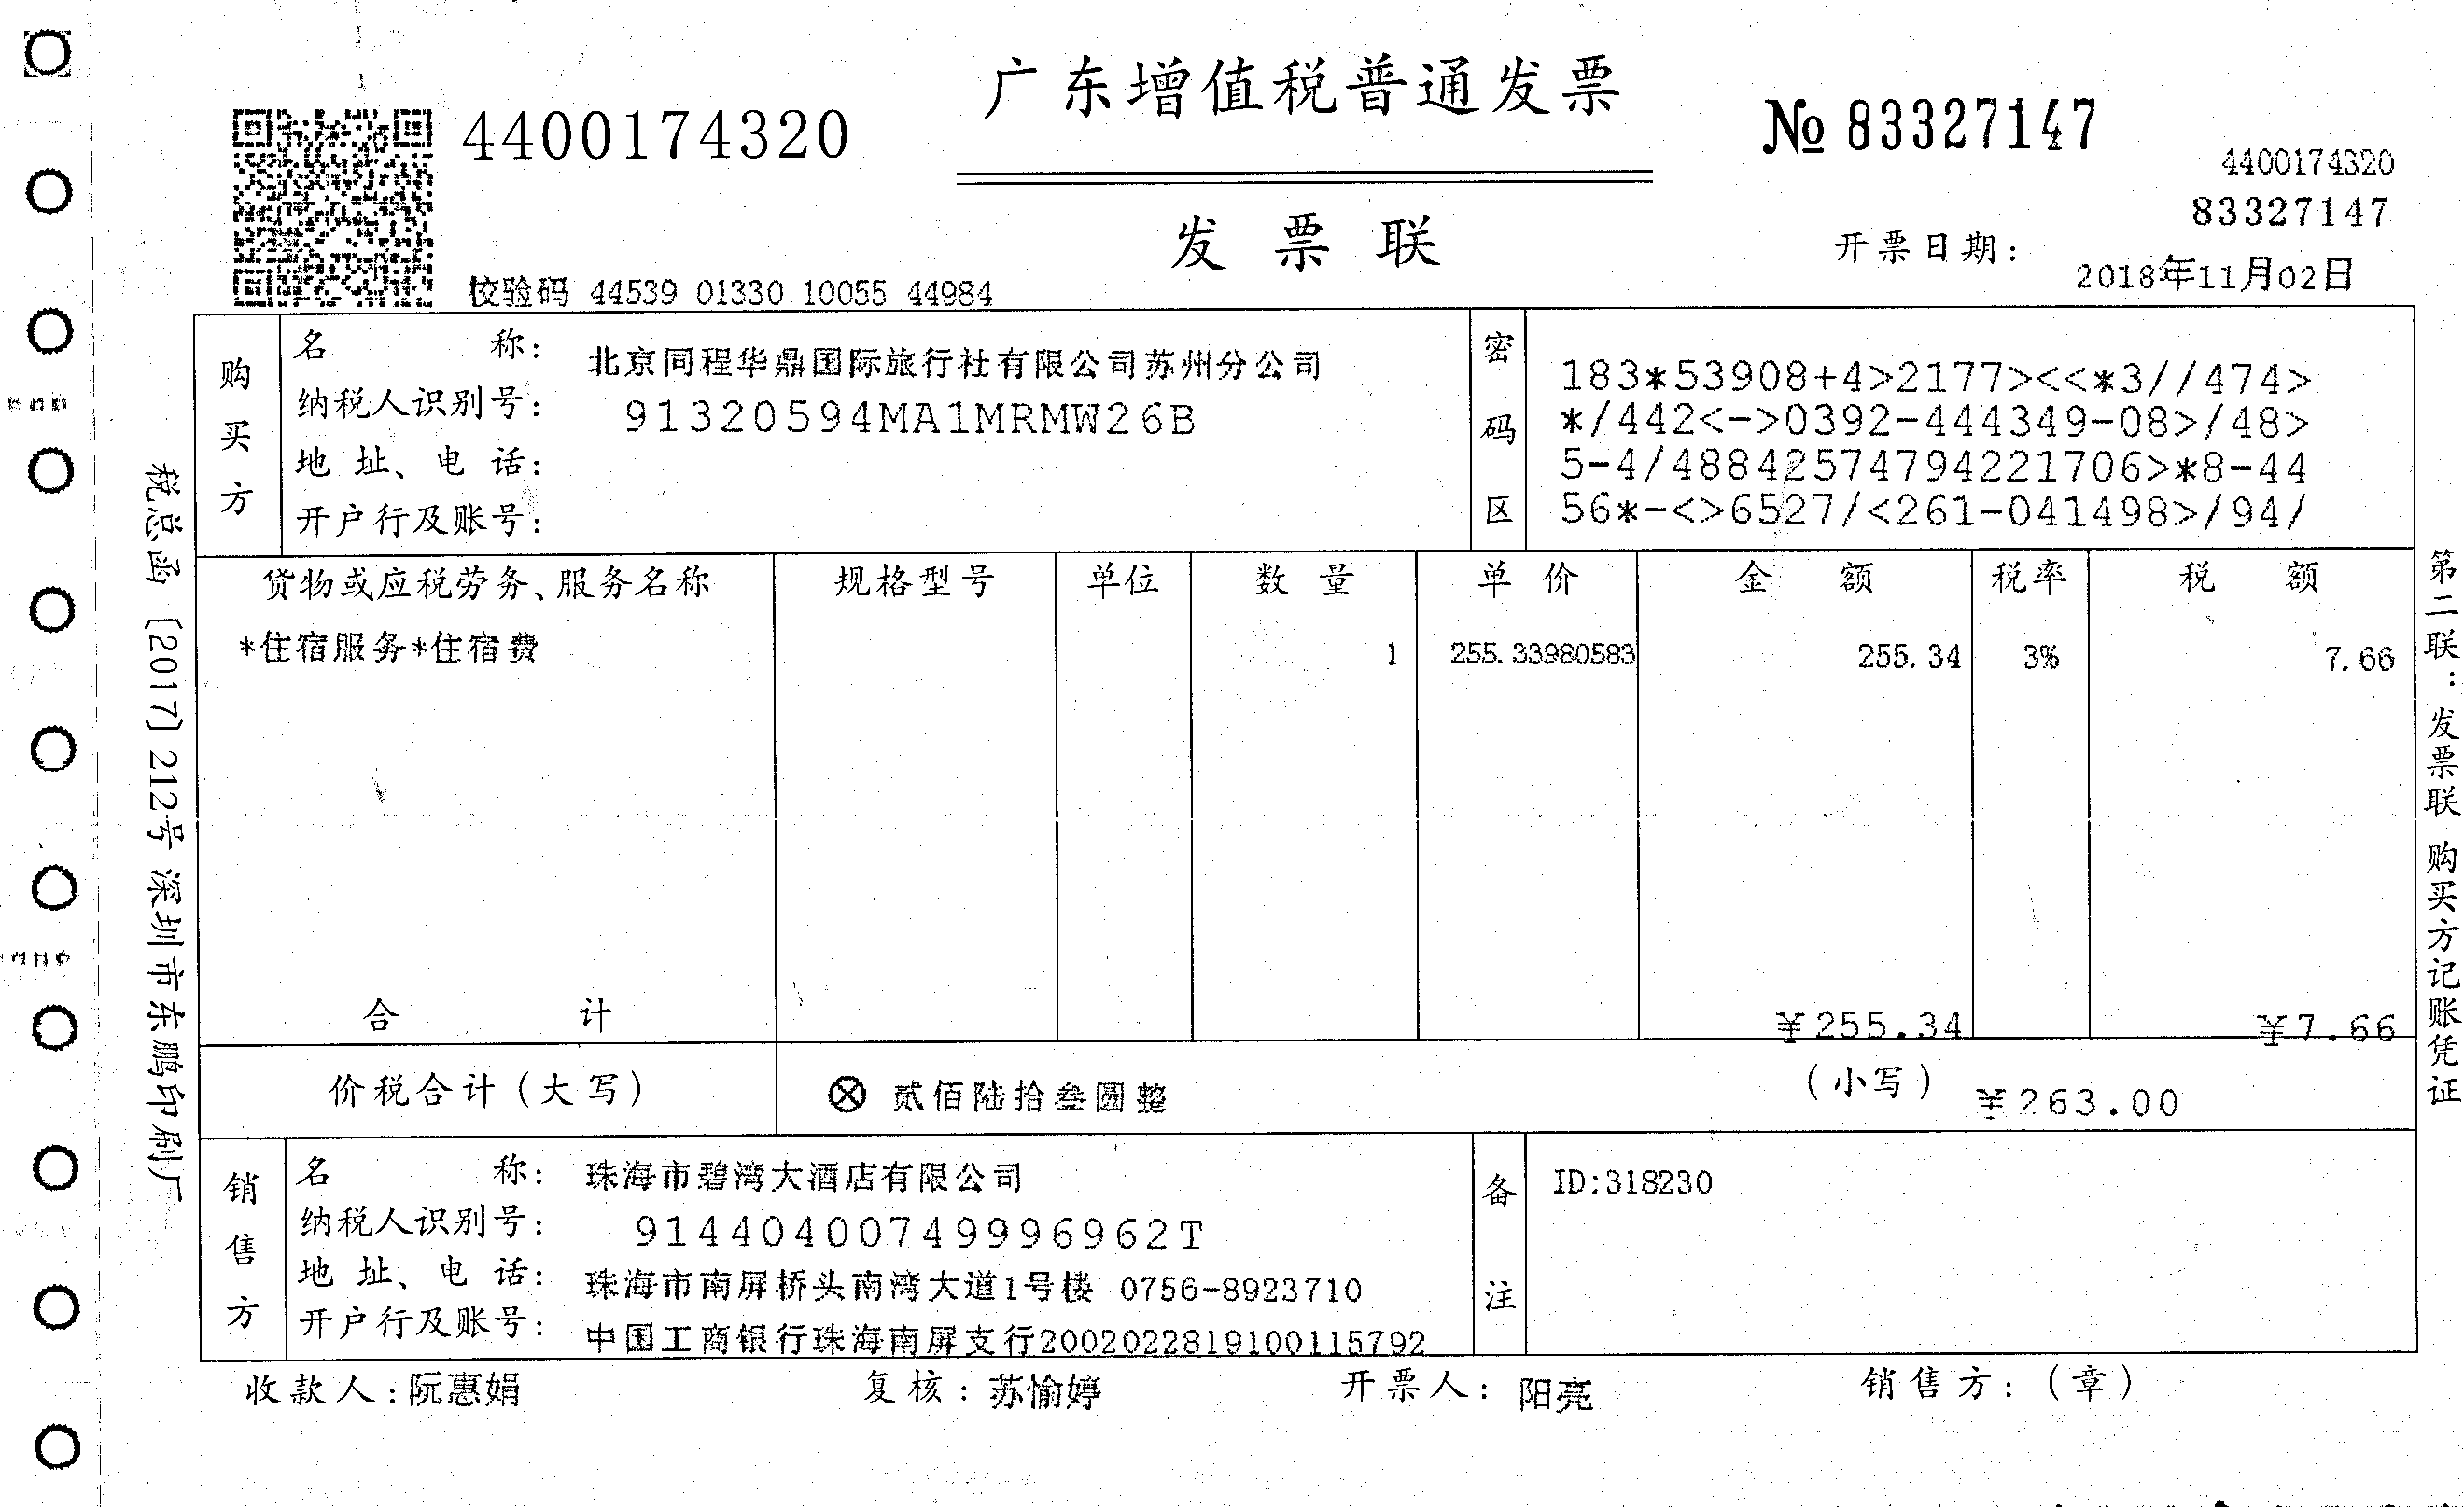 广东增值税普通发票
4400174320
№ 83327147
4400174320
83327147
发票联
开票日期: 2018年11月02日
校验码 44539 01330 10055 44984
购买方
名称: 北京同程华鼎国际旅行社有限公司苏州分公司
纳税人识别号: 91320594MA1MRMW26B
地址、电话:
开户行及账号:
密码区
183*53908+4>2177><<*3//474>
*/442<->0392-444349-08>/48>
5-4/48842574794221706>*8-44
56*-<>6527/<261-041498>/94/
货物或应税劳务、服务名称 规格型号 单位 数量 单价 金额 税率 税额
*住宿服务*住宿费 1 255.33980583 255.34 3% 7.66
合计 ¥255.34 ¥7.66
价税合计(大写) ⊗ 贰佰陆拾叁圆整 (小写) ¥263.00
销售方
名称: 珠海市碧湾大酒店有限公司
纳税人识别号: 91440400749996962T
地址、电话: 珠海市南屏桥头南湾大道1号楼 0756-8923710
开户行及账号: 中国工商银行珠海南屏支行2002022819100115792
备注
ID:318230
收款人:阮惠娟 复核:苏愉婷 开票人: 阳亮 销售方:(章)
税总函〔2017〕212号 深圳市东鹏印刷厂
第二联:发票联 购买方记账凭证